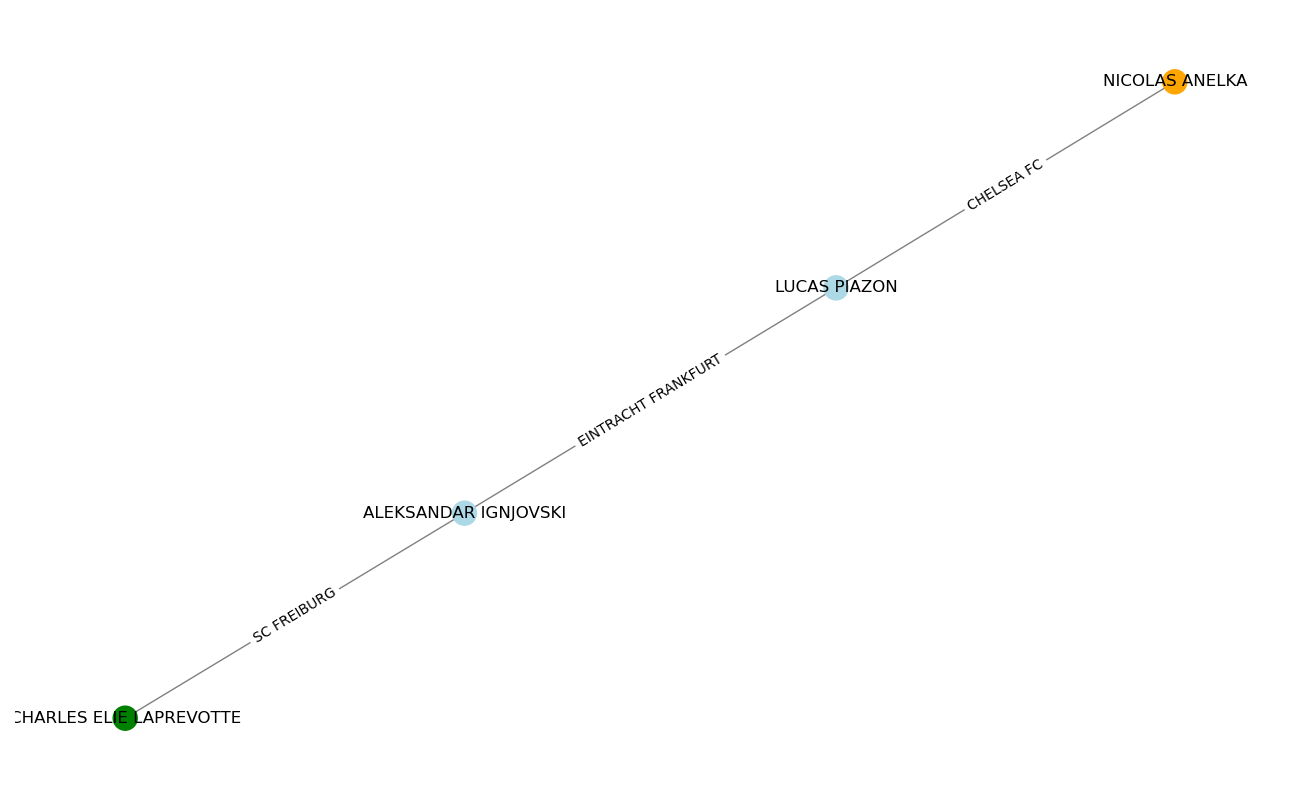 NICOLAS ANELKA
CHELSEA FC
LUCAS PIAZON
EINTRACHT FRANKFURT
ALEKSANDAR IGNJOVSKI
SC FREIBURG
CHARLES ELIE LAPREVOTTE